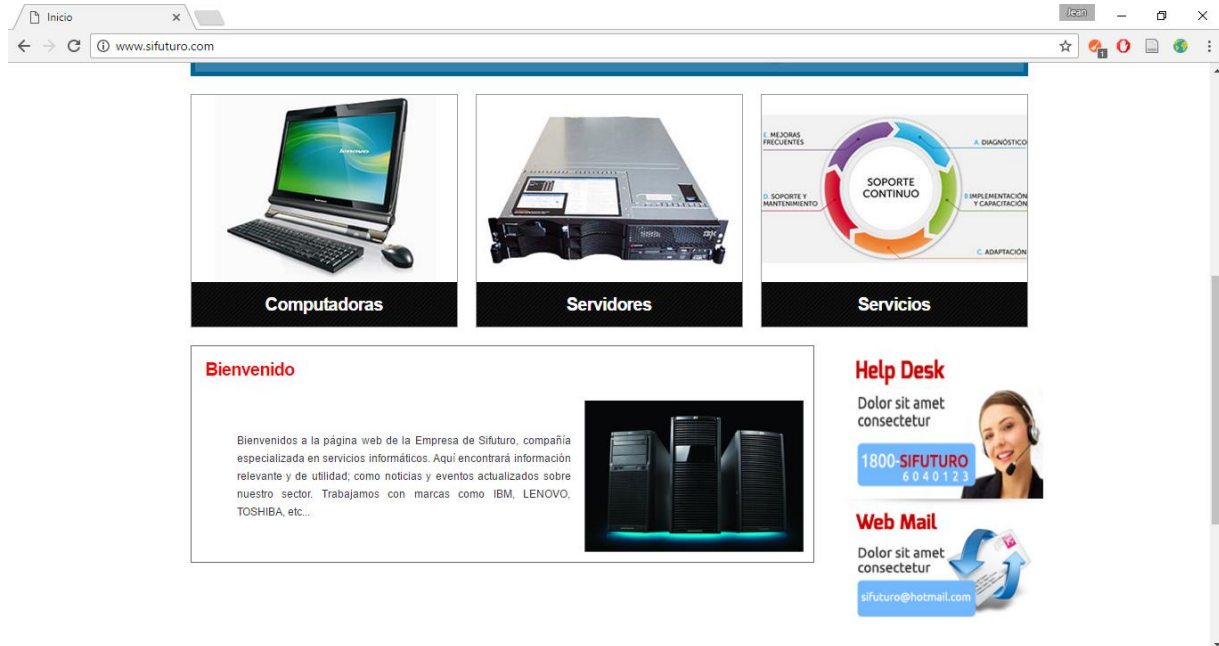 Inicio
Jean
www.sifuturo.com
1
E. MEJORAS
FRECUENTES
A. DIAGNÓSTICO
SOPORTE
CONTINUO
D. SOPORTE Y
MANTENIMIENTO
B.IMPLEMENTACIÓN
Y CAPACITACIÓN
C. ADAPTACIÓN
Computadoras
Servidores
Servicios
Bienvenido
Bienvenidos a la página web de la Empresa de Sifuturo, compañía
especializada en servicios informáticos. Aquí encontrará información
relevante y de utilidad; como noticias y eventos actualizados sobre
nuestro sector. Trabajamos con marcas como IBM, LENOVO,
TOSHIBA, etc...
Help Desk
Dolor sit amet
consectetur
1800-SIFUTURO
6040123
Web Mail
Dolor sit amet
consectetur
sifuturo@hotmail.com